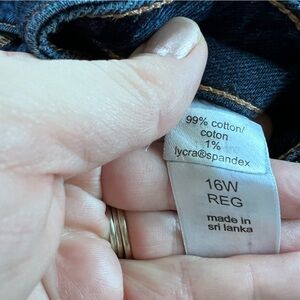 99% cotton/
coton
1%
lycra®spandex
16W
REG
made in
sri lanka